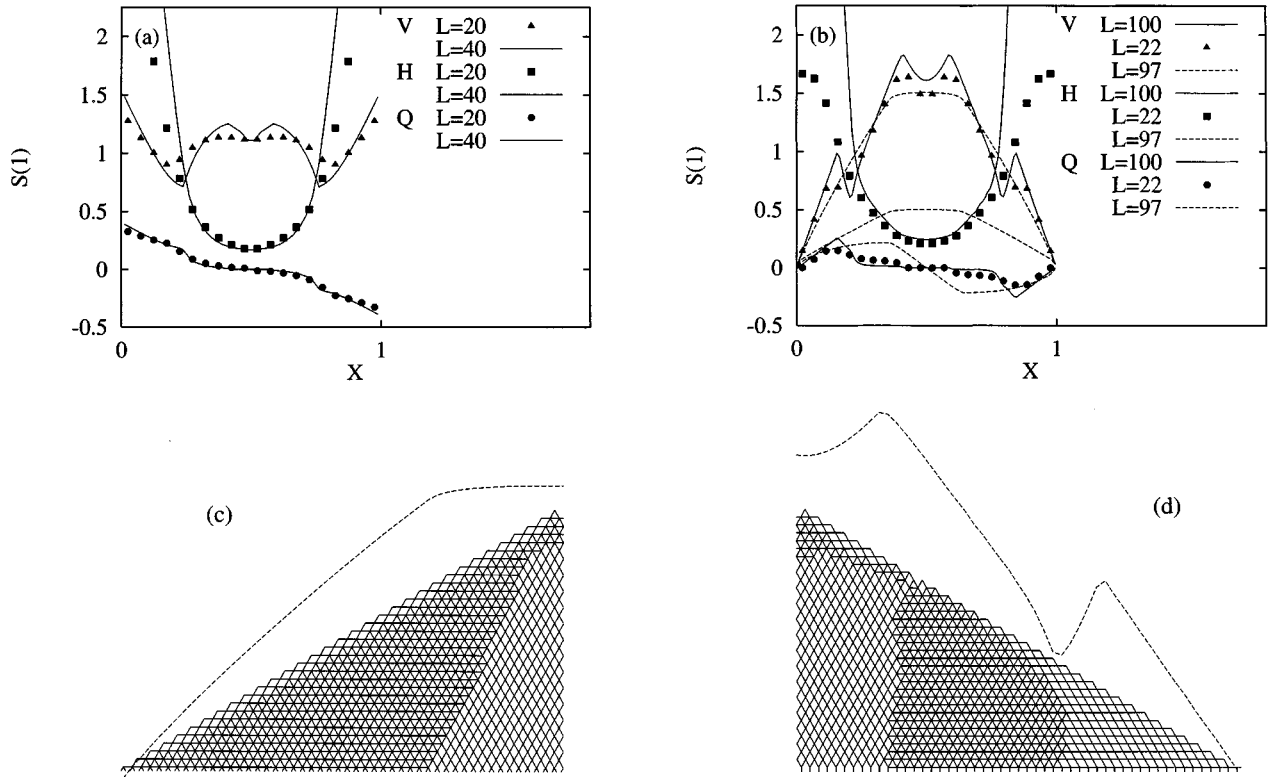 (a)
V L=20
L=40
H L=20
L=40
Q L=20
L=40
2
1.5
1
0.5
0
-0.5
S(1)
0 1
X
(b)
V L=100
L=22
L=97
H L=100
L=22
L=97
Q L=100
L=22
L=97
2
1.5
1
0.5
0
-0.5
S(1)
0 1
X
(c)
(d)